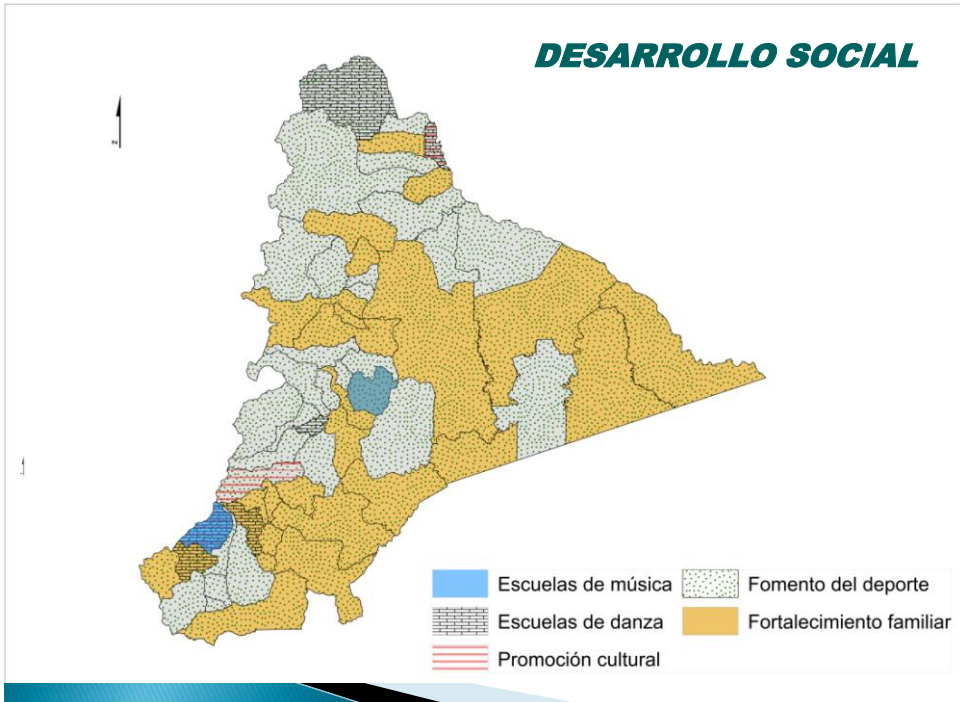 DESARROLLO SOCIAL
Z
Escuelas de música
Fomento del deporte
Escuelas de danza
Fortalecimiento familiar
Promoción cultural